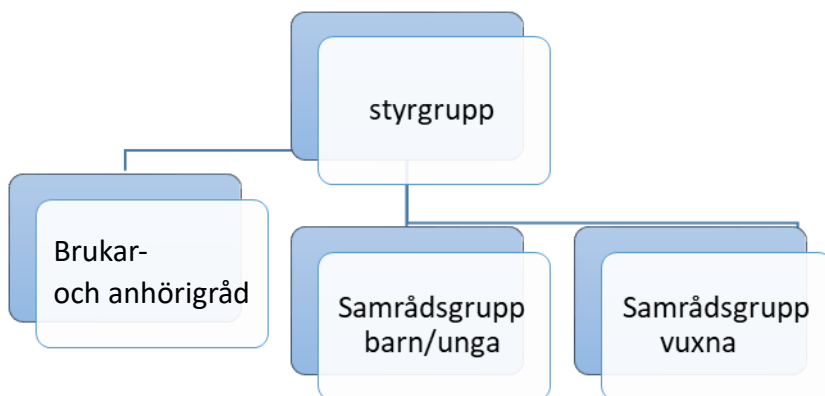 styrgrupp
Brukar-
och anhörigråd
Samrådsgrupp
barn/unga
Samrådsgrupp
vuxna